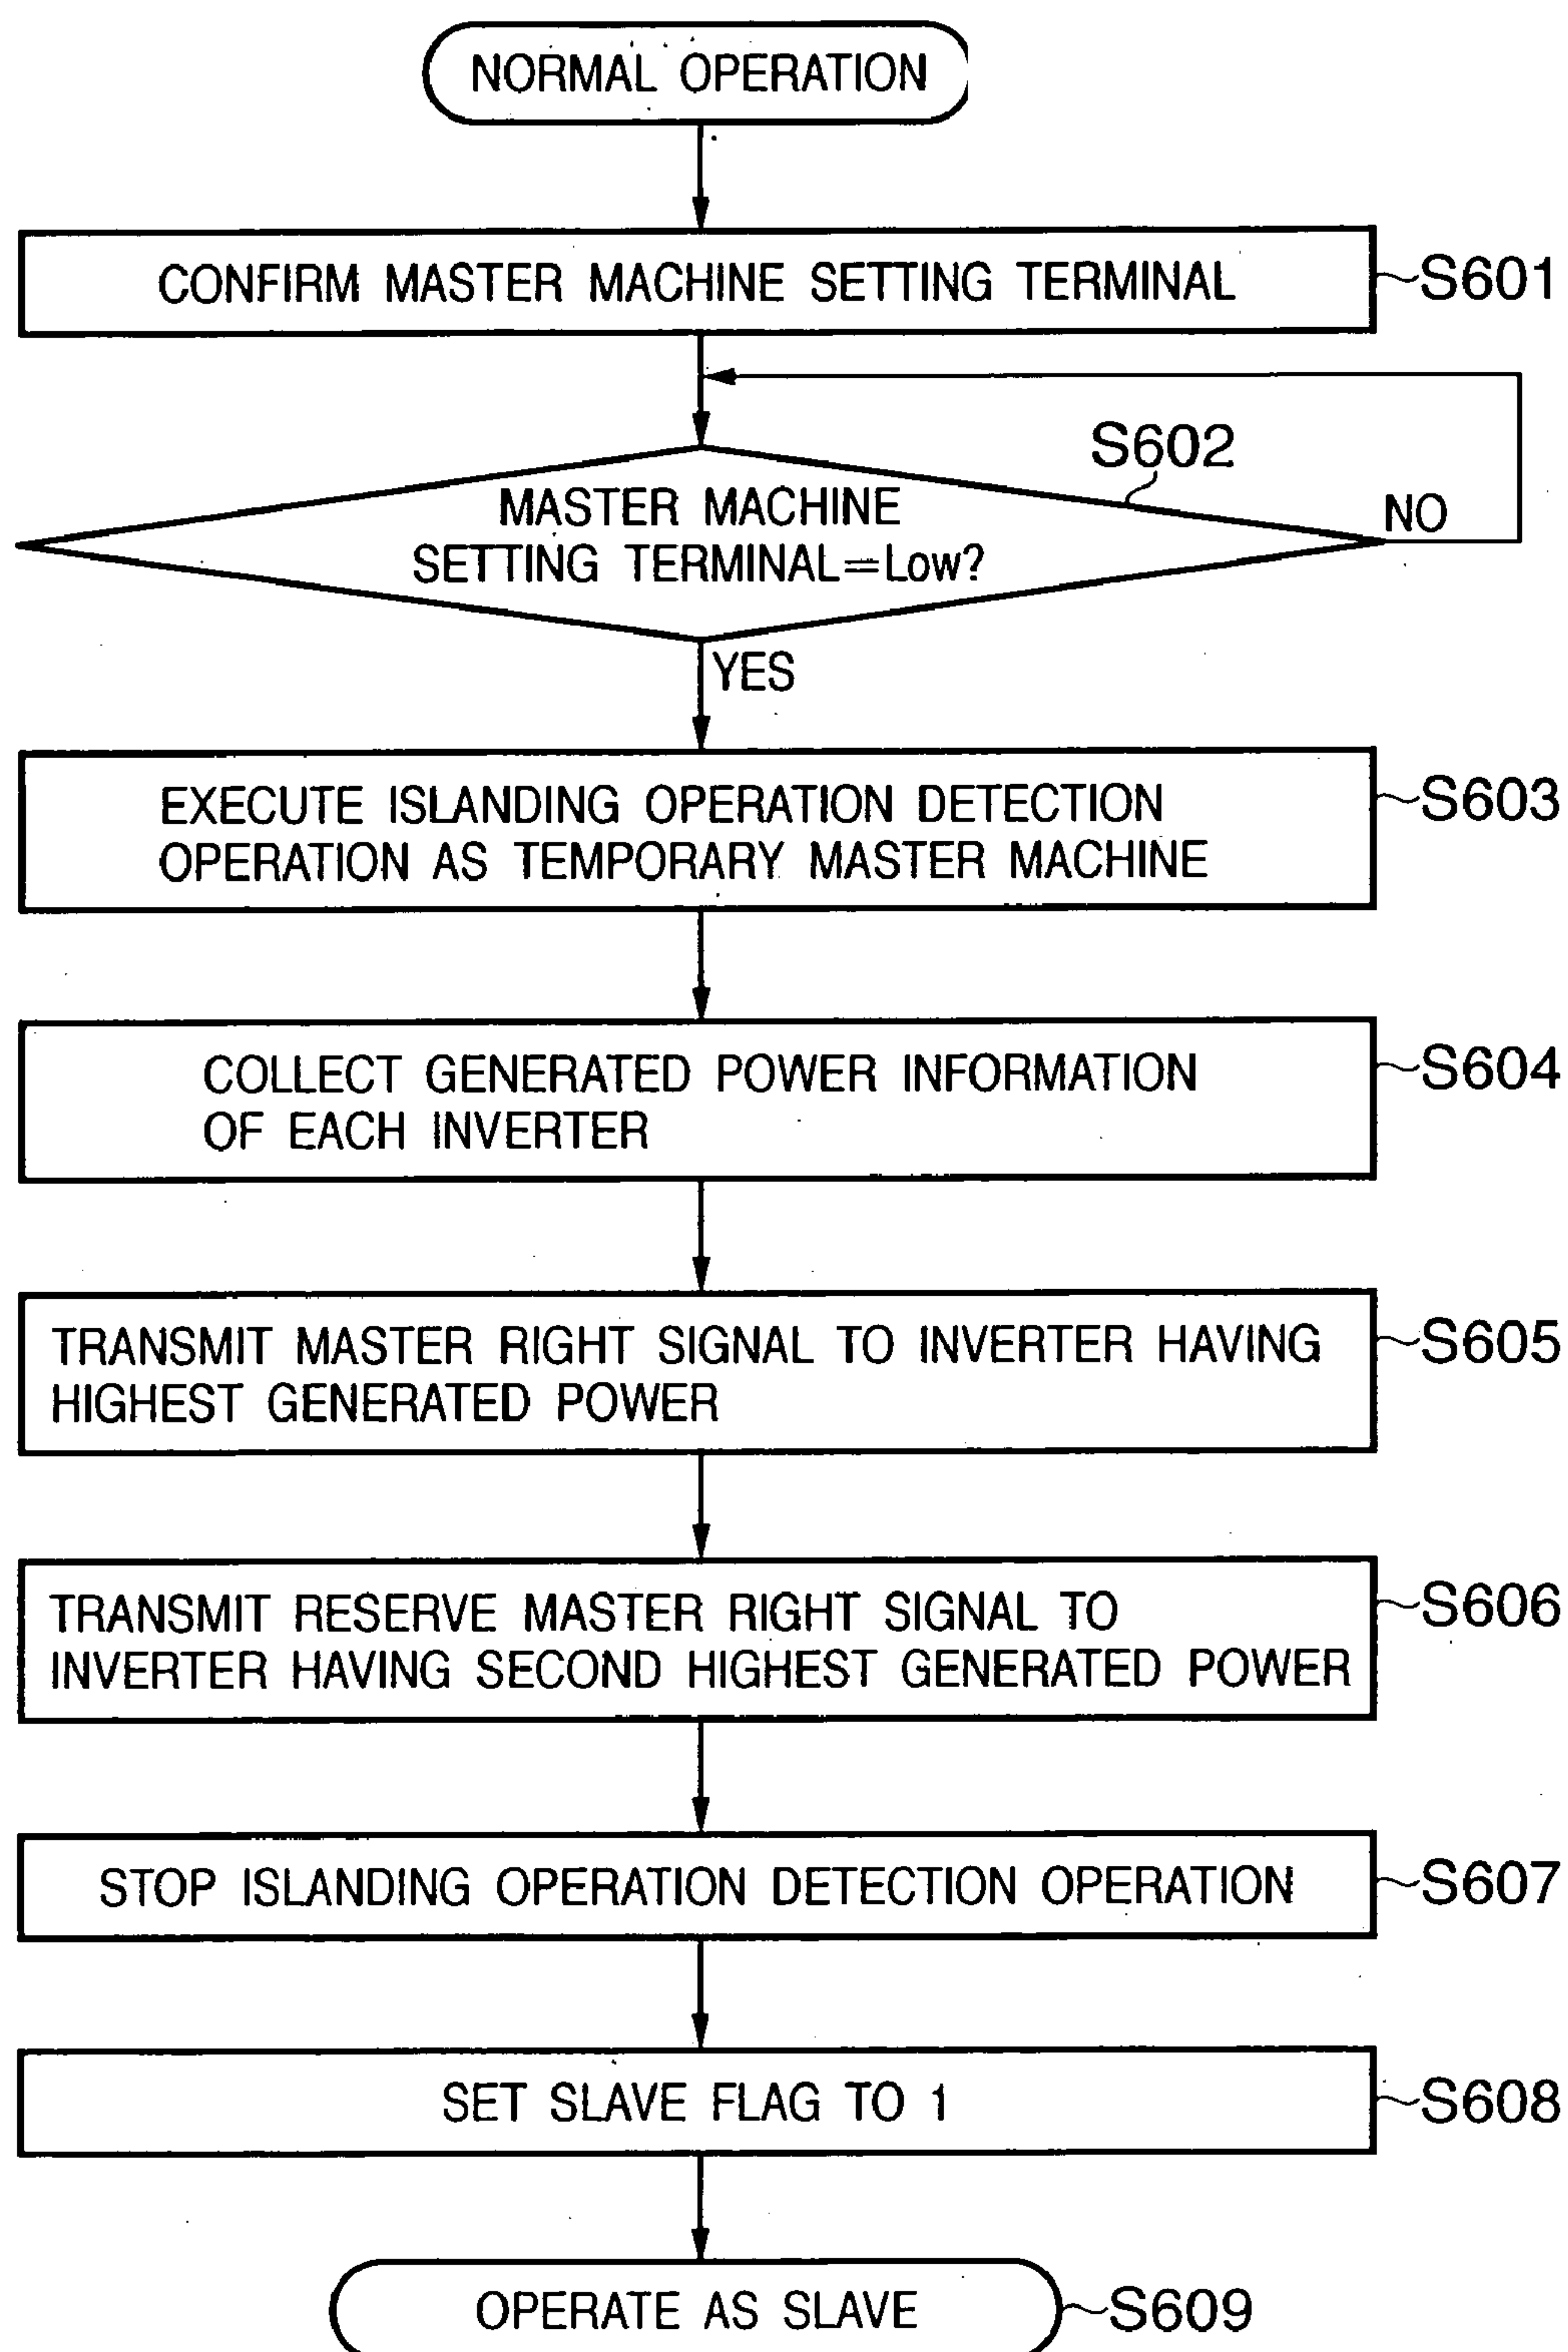 NORMAL OPERATION
CONFIRM MASTER MACHINE SETTING TERMINAL
S601
S602
MASTER MACHINE
SETTING TERMINAL=Low?
NO
YES
EXECUTE ISLANDING OPERATION DETECTION
OPERATION AS TEMPORARY MASTER MACHINE
S603
COLLECT GENERATED POWER INFORMATION
OF EACH INVERTER
S604
TRANSMIT MASTER RIGHT SIGNAL TO INVERTER HAVING
HIGHEST GENERATED POWER
S605
TRANSMIT RESERVE MASTER RIGHT SIGNAL TO
INVERTER HAVING SECOND HIGHEST GENERATED POWER
S606
STOP ISLANDING OPERATION DETECTION OPERATION
S607
SET SLAVE FLAG TO 1
S608
OPERATE AS SLAVE
S609